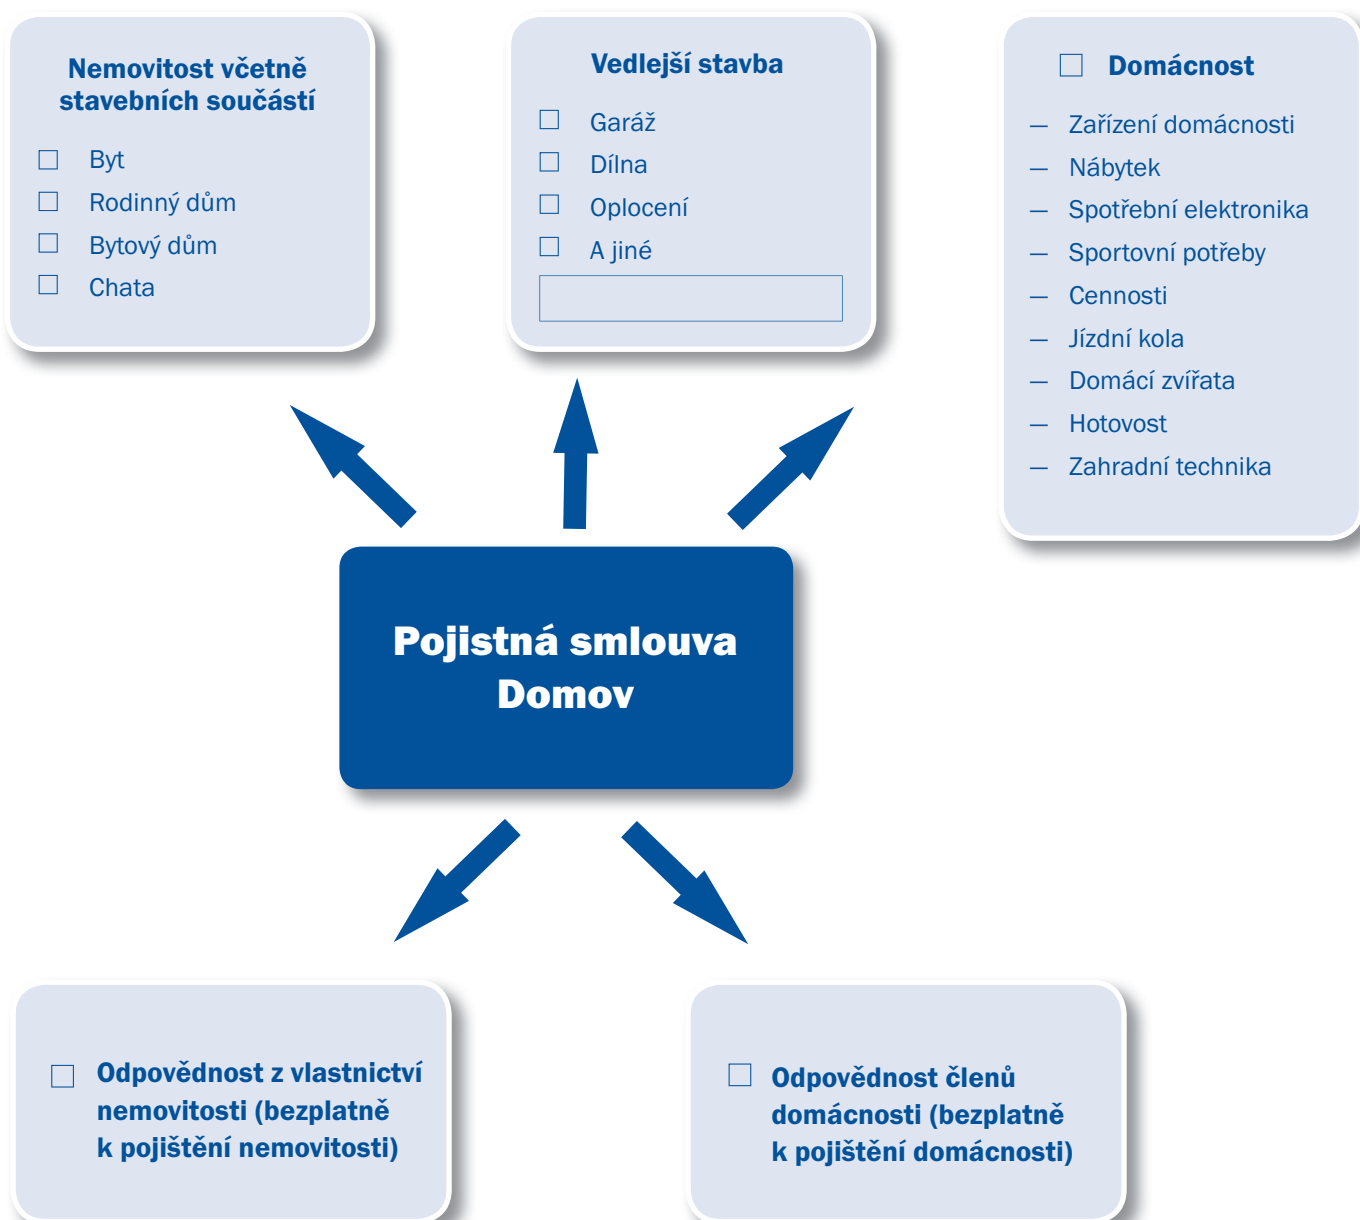 Nemovitost včetně
stavebních součástí
Byt
Rodinný dům
Bytový dům
Chata
Vedlejší stavba
Garáž
Dílna
Oplocení
A jiné
Domácnost
— Zařízení domácnosti
— Nábytek
— Spotřební elektronika
— Sportovní potřeby
— Cennosti
— Jízdní kola
— Domácí zvířata
— Hotovost
— Zahradní technika
Pojistná smlouva
Domov
Odpovědnost z vlastnictví
nemovitosti (bezplatně
k pojištění nemovitosti)
Odpovědnost členů
domácnosti (bezplatně
k pojištění domácnosti)